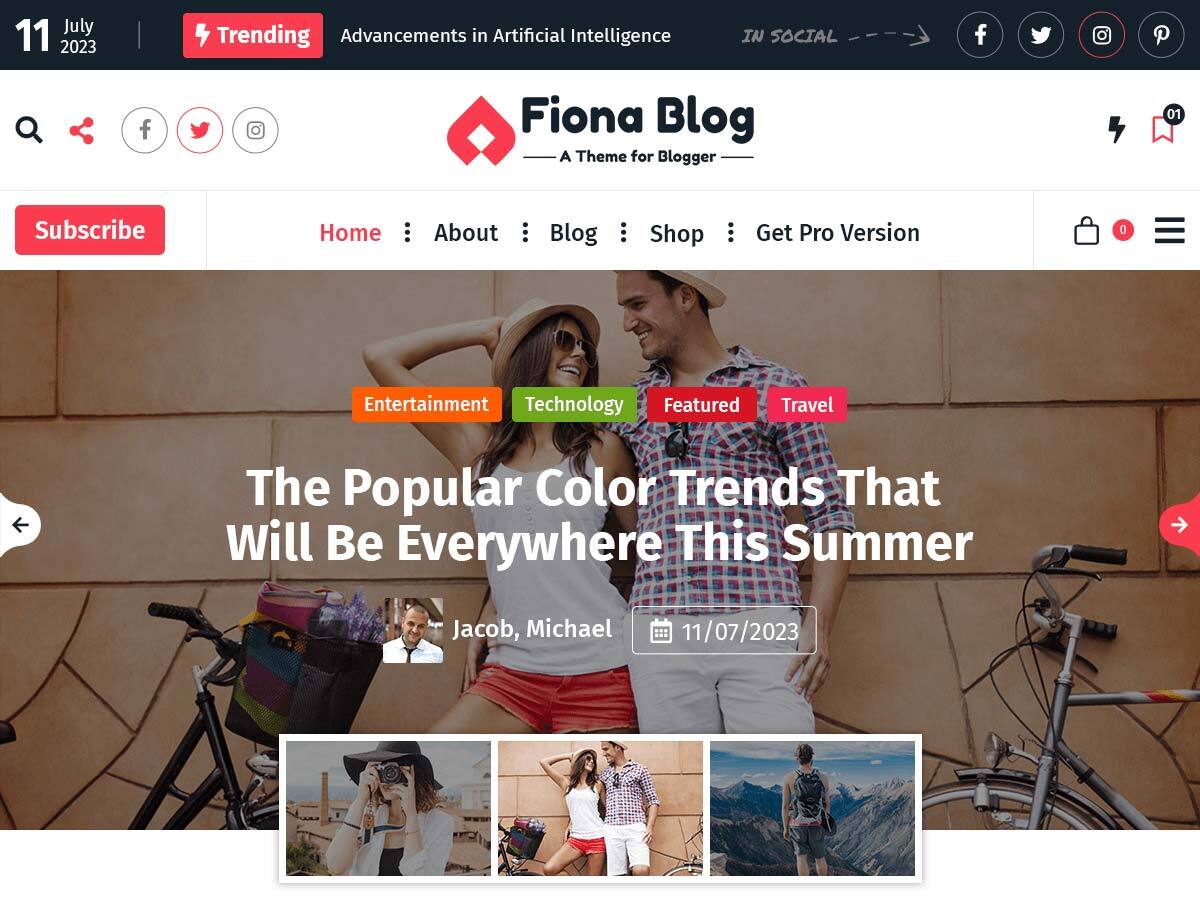 11 July 2023
Trending
Advancements in Artificial Intelligence
IN SOCIAL
Fiona Blog
A Theme for Blogger
01
Subscribe
Home
About
Blog
Shop
Get Pro Version
0
Entertainment
Technology
Featured
Travel
The Popular Color Trends That
Will Be Everywhere This Summer
Jacob, Michael
11/07/2023